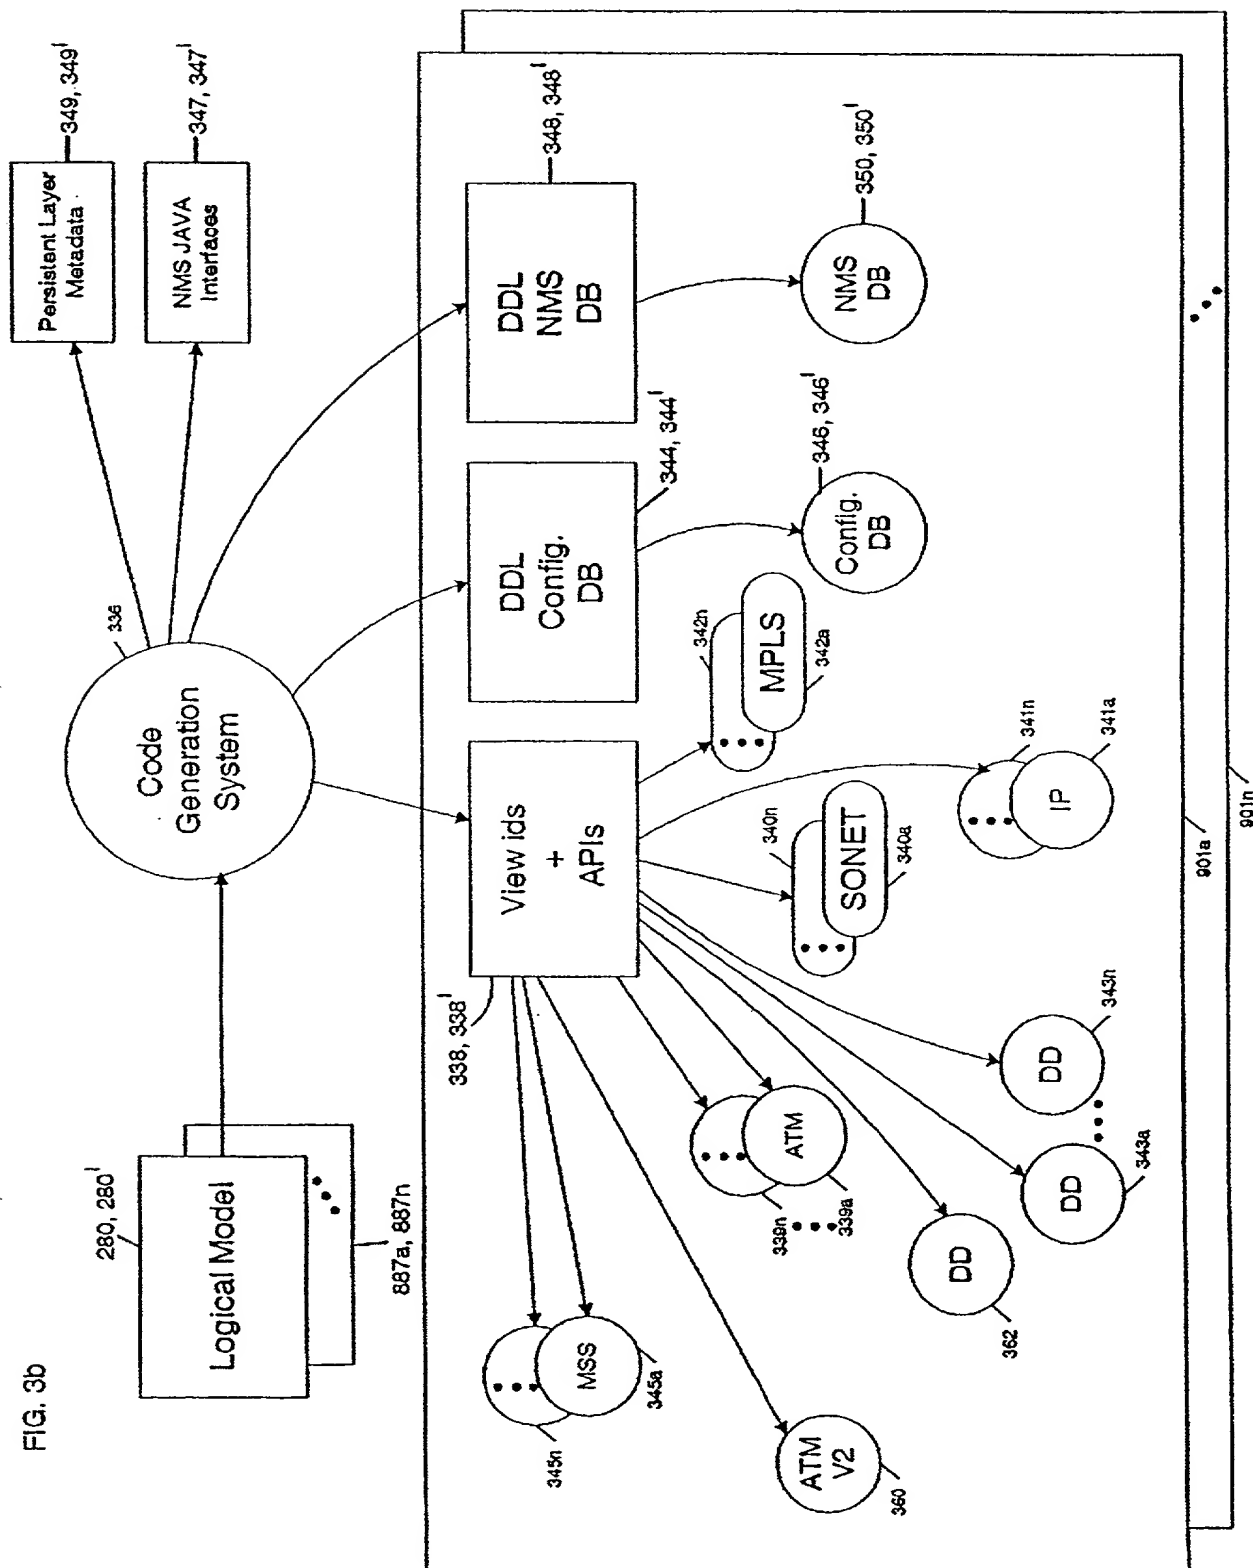 FIG. 3b
280, 280'
Logical Model
887a, 887n
Code
Generation
System
336
Persistent Layer
Metadata
349, 349'
NMS JAVA
Interfaces
347, 347'
338, 338'
View ids
+
APIs
DDL
Config.
DB
344, 344'
DDL
NMS
DB
348, 348'
345n
MSS
345a
ATM
V2
360
339n
339a
ATM
DD
362
DD
343a
DD
343n
340n
SONET
340a
342n
MPLS
342a
341n
IP
341a
Config.
DB
346, 346'
NMS
DB
350, 350'
901a
901n